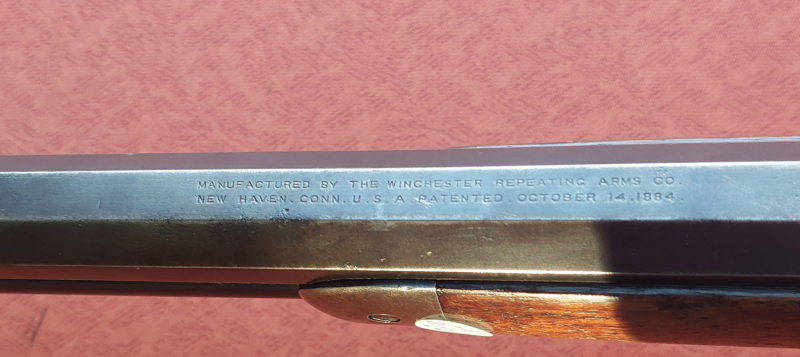 MANUFACTURED BY THE WINCHESTER REPEATING ARMS CO.
NEW HAVEN. CONN. U. S. A PATENTED. OCTOBER 14. 1884.